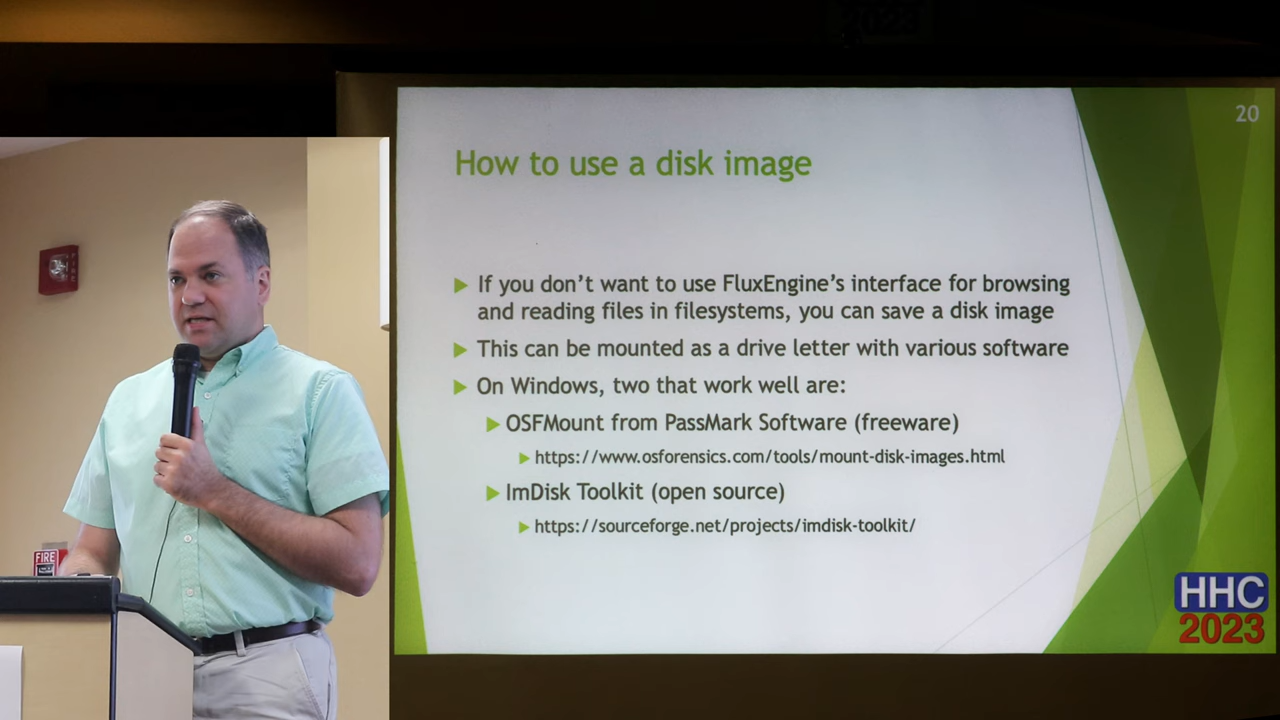 20
How to use a disk image
If you don't want to use FluxEngine's interface for browsing
and reading files in filesystems, you can save a disk image
This can be mounted as a drive letter with various software
On Windows, two that work well are:
OSFMount from PassMark Software (freeware)
https://www.osforensics.com/tools/mount-disk-images.html
ImDisk Toolkit (open source)
https://sourceforge.net/projects/imdisk-toolkit/
FIRE
HHC
2023